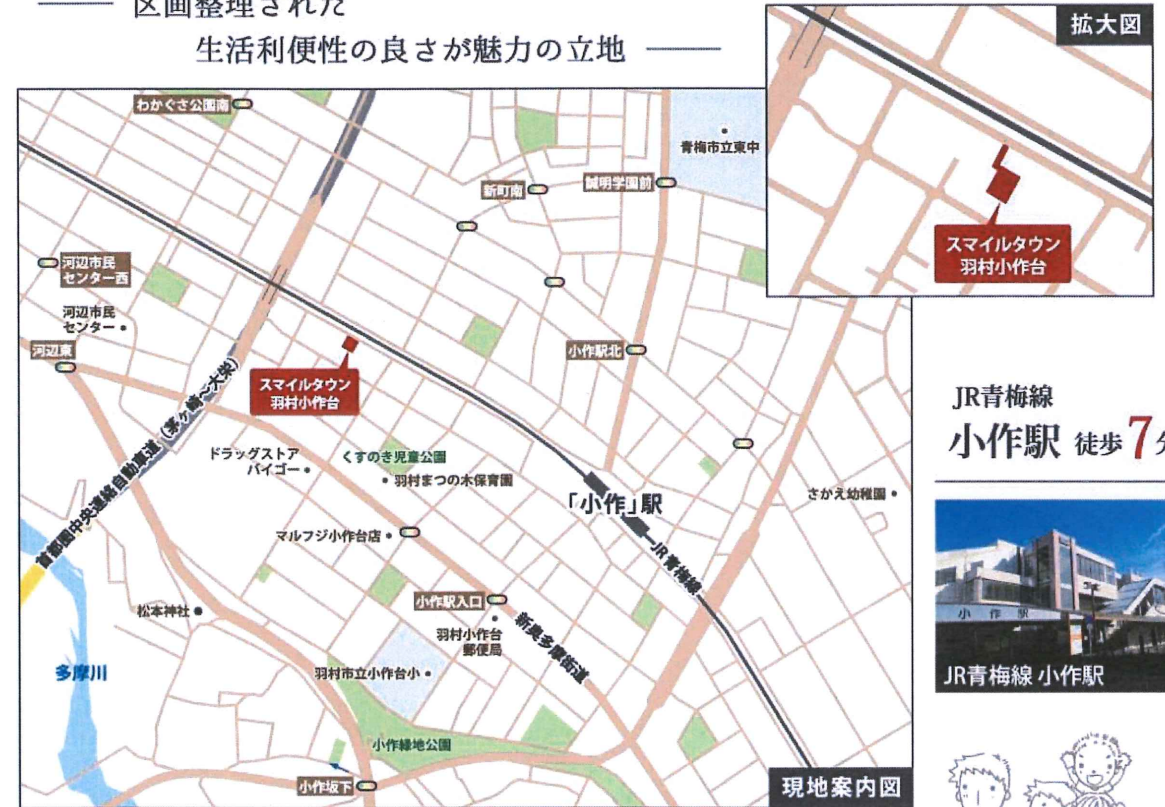 区画整理された
生活利便性の良さが魅力の立地
拡大図
スマイルタウン
羽村小作台
わかぐさ公園南
青梅市立東中
新町南
誠明学園前
河辺市民
センター西
河辺市民
センター
河辺東
小作駅北
スマイルタウン
羽村小作台
首都圏中央連絡自動車道（茅ヶ崎～大栄）
ドラッグストア
バイゴー
くすのき児童公園
羽村まつの木保育園
「小作」駅
さかえ幼稚園
マルフジ小作台店
JR青梅線
小作駅入口
松本神社
羽村小作台
郵便局
新奥多摩街道
多摩川
羽村市立小作台小
小作緑地公園
小作坂下
現地案内図
JR青梅線
小作駅 徒歩7分
小作駅
JR青梅線 小作駅